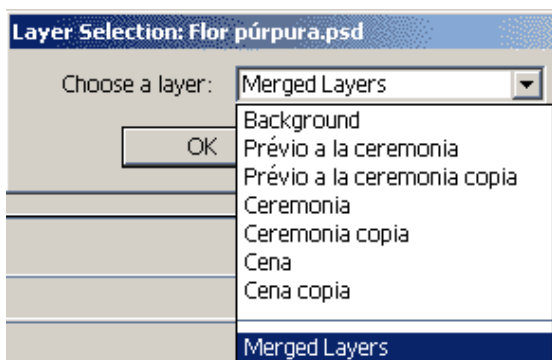 Layer Selection: Flor púrpura.psd
Choose a layer: Merged Layers
Background
OK
Prévio a la ceremonia
Prévio a la ceremonia copia
Ceremonia
Ceremonia copia
Cena
Cena copia
Merged Layers